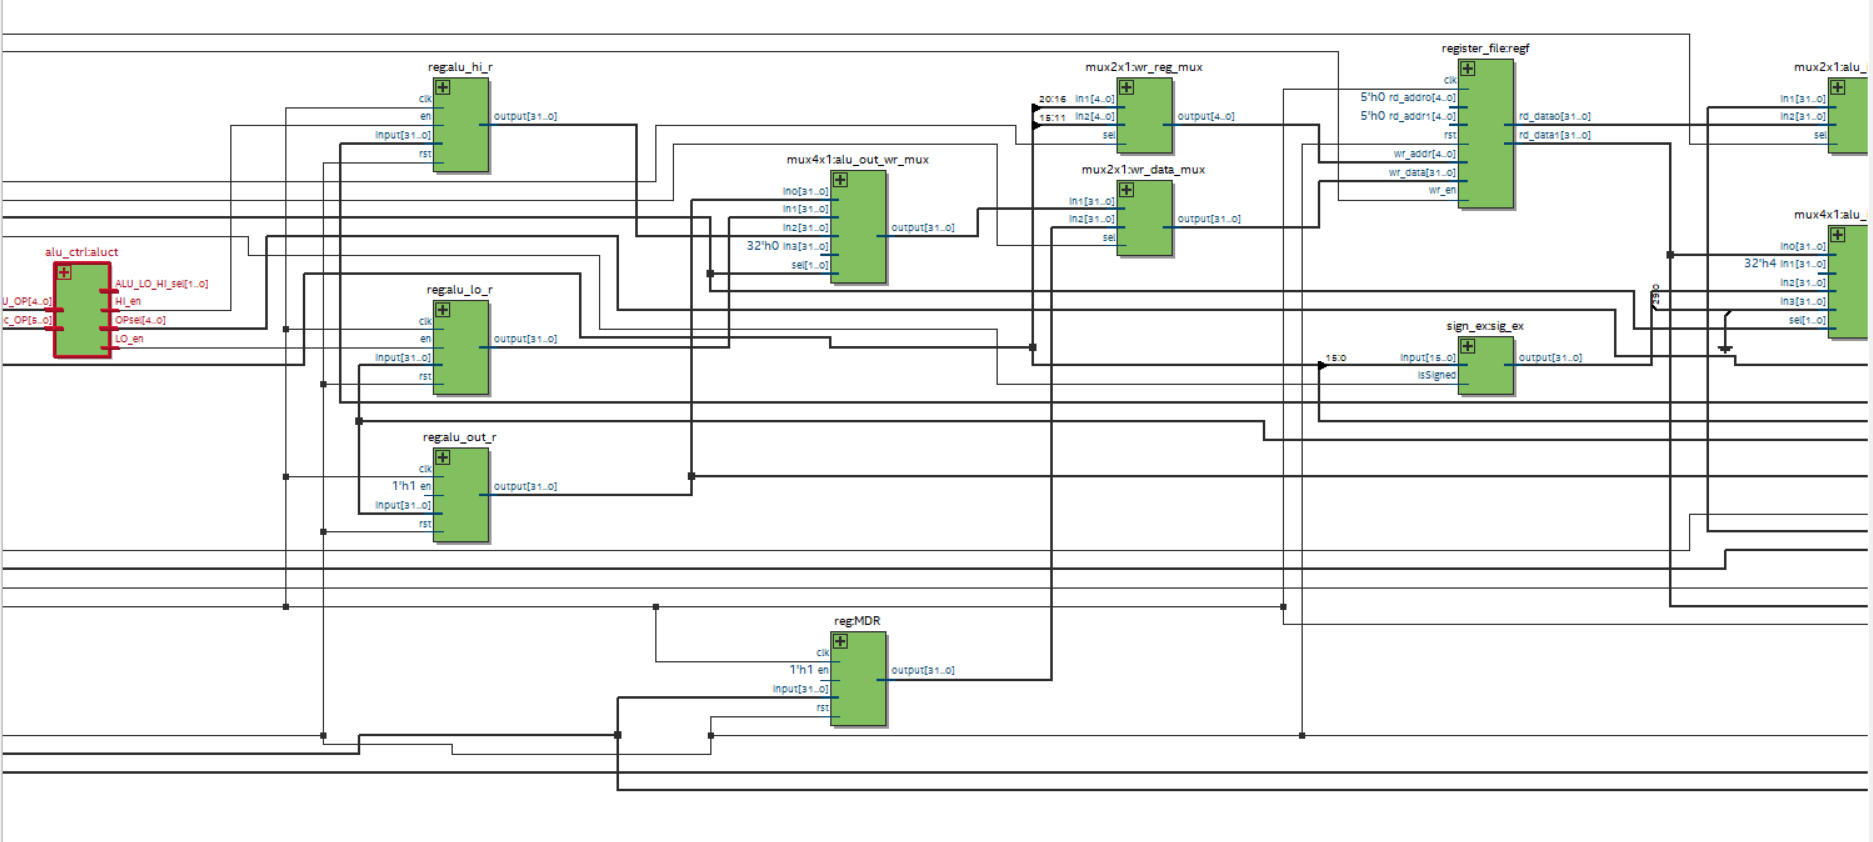 alu_ctrl:aluct
U_OP[4..0]
c_OP[5..0]
ALU_LO_HI_sel[1..0]
HI_en
OPsel[4..0]
LO_en
reg:alu_hi_r
clk
en
input[31..0]
rst
output[31..0]
reg:alu_lo_r
clk
en
input[31..0]
rst
output[31..0]
reg:alu_out_r
clk
1'h1 en
input[31..0]
rst
output[31..0]
mux4x1:alu_out_wr_mux
in0[31..0]
in1[31..0]
in2[31..0]
32'h0 in3[31..0]
sel[1..0]
output[31..0]
reg:MDR
clk
1'h1 en
input[31..0]
rst
output[31..0]
mux2x1:wr_reg_mux
20:16 in1[4..0]
15:11 in2[4..0]
sel
output[4..0]
mux2x1:wr_data_mux
in1[31..0]
in2[31..0]
sel
output[31..0]
register_file:regf
clk
5'h0 rd_addr0[4..0]
5'h0 rd_addr1[4..0]
rst
wr_addr[4..0]
wr_data[31..0]
wr_en
rd_data0[31..0]
rd_data1[31..0]
sign_ex:sig_ex
15:0 input[15..0]
isSigned
output[31..0]
29:0
mux2x1:alu_
in1[31..0]
in2[31..0]
sel
mux4x1:alu_
in0[31..0]
32'h4 in1[31..0]
in2[31..0]
in3[31..0]
sel[1..0]